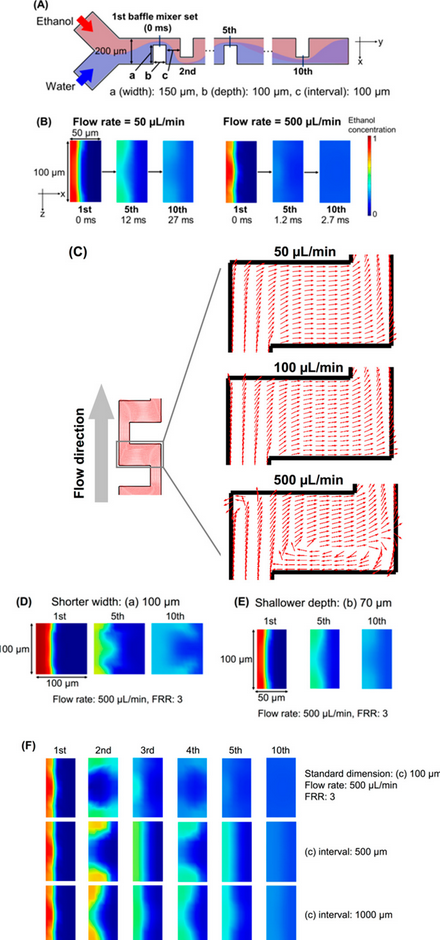 (A)
Ethanol
1st baffle mixer set
(0 ms)
5th
y
x
200 μm
Water
a
b
c
2nd
10th
a (width): 150 μm, b (depth): 100 μm, c (interval): 100 μm
(B)
Flow rate = 50 μL/min
Flow rate = 500 μL/min
Ethanol
concentration
50 μm
1
100 μm
x
z
0
1st
5th
10th
1st
5th
10th
0 ms
12 ms
27 ms
0 ms
1.2 ms
2.7 ms
(C)
50 μL/min
100 μL/min
500 μL/min
Flow direction
(D)
Shorter width: (a) 100 μm
1st
5th
10th
100 μm
100 μm
Flow rate: 500 μL/min, FRR: 3
(E)
Shallower depth: (b) 70 μm
1st
5th
10th
100 μm
50 μm
Flow rate: 500 μL/min, FRR: 3
(F)
1st
2nd
3rd
4th
5th
10th
Standard dimension: (c) 100 μm
Flow rate: 500 μL/min
FRR: 3
(c) interval: 500 μm
(c) interval: 1000 μm